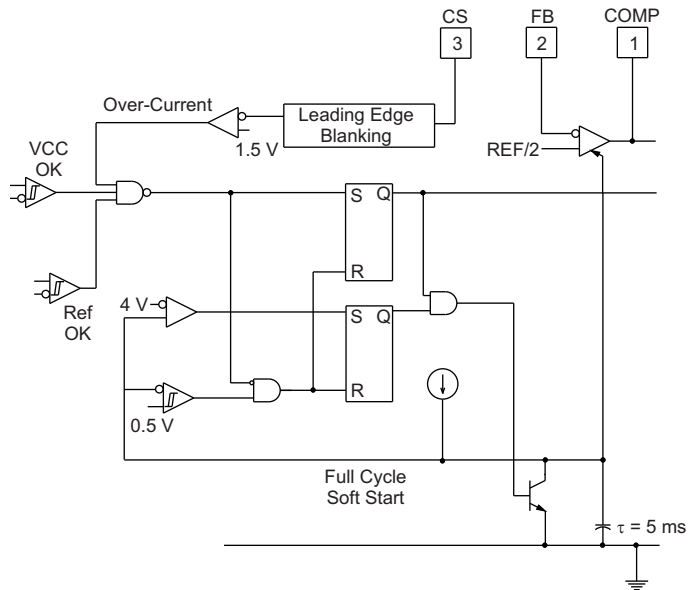 CS
FB
COMP
3
2
1
Over-Current
Leading Edge
Blanking
1.5 V
REF/2
VCC
OK
S
Q
R
Ref
OK
4 V
S
Q
R
0.5 V
Full Cycle
Soft Start
τ = 5 ms